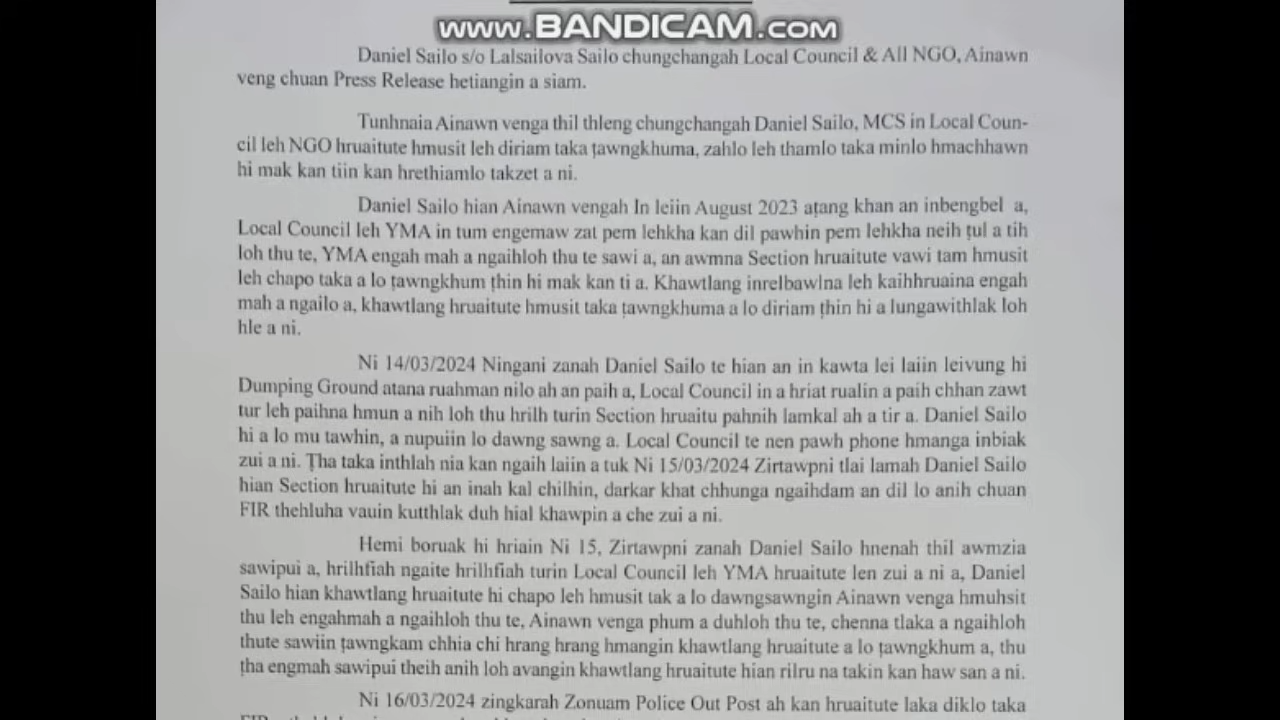 www.BANDICAM.com
Daniel Sailo s/o Lalsailova Sailo chungchangah Local Council & All NGO, Ainawn
veng chuan Press Release hetiangin a siam.
Tunhnaia Ainawn venga thil thleng chungchangah Daniel Sailo, MCS in Local Coun-
cil leh NGO hruaitute hmusit leh diriam taka ṭawngkhuma, zahlo leh thamlo taka minlo hmachhawn
hi mak kan tiin kan hrethiamlo takzet a ni.
Daniel Sailo hian Ainawn vengah In leiin August 2023 aṭang khan an inbengbel a,
Local Council leh YMA in tum engemaw zat pem lehkha kan dil pawhin pem lehkha neih ṭul a tih
loh thu te, YMA engah mah a ngaihloh thu te sawi a, an awmna Section hruaitute vawi tam hmusit
leh chapo taka a lo ṭawngkhum ṭhin hi mak kan ti a. Khawtlang inrelbawlna leh kaihhruaina engah
mah a ngailo a, khawtlang hruaitute hmusit taka ṭawngkhuma a lo diriam ṭhin hi a lungawithlak loh
hle a ni.
Ni 14/03/2024 Ningani zanah Daniel Sailo te hian an in kawta lei laiin leivung hi
Dumping Ground atana ruahman nilo ah an paih a, Local Council in a hriat rualin a paih chhan zawt
tur leh paihna hmun a nih loh thu hrilh turin Section hruaitu pahnih lamkal ah a tir a. Daniel Sailo
hi a lo mu tawhin, a nupuiin lo dawng sawng a. Local Council te nen pawh phone hmanga inbiak
zui a ni. Ṭha taka inthlah nia kan ngaih laiin a tuk Ni 15/03/2024 Zirtawpni tlai lamah Daniel Sailo
hian Section hruaitute hi an inah kal chilhin, darkar khat chhunga ngaihdam an dil lo anih chuan
FIR thehluha vauin kutthlak duh hial khawpin a che zui a ni.
Hemi boruak hi hriain Ni 15, Zirtawpni zanah Daniel Sailo hnenah thil awmzia
sawipui a, hrilhfiah ngaite hrilhfiah turin Local Council leh YMA hruaitute len zui a ni a, Daniel
Sailo hian khawtlang hruaitute hi chapo leh hmusit tak a lo dawngsawngin Ainawn venga hmuhsit
thu leh engahmah a ngaihloh thu te, Ainawn venga phum a duhloh thu te, chenna tlaka a ngaihloh
thute sawiin ṭawngkam chhia chi hrang hrang hmangin khawtlang hruaitute a lo ṭawngkhum a, thu
ṭha engmah sawipui theih anih loh avangin khawtlang hruaitute hian rilru na takin kan haw san a ni.
Ni 16/03/2024 zingkarah Zonuam Police Out Post ah kan hruaitute laka diklo taka